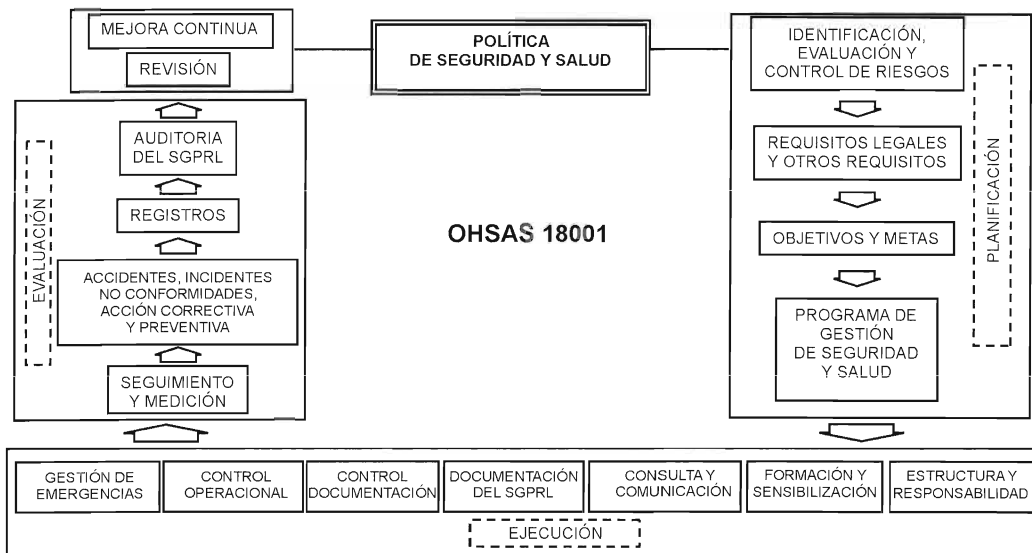 MEJORA CONTINUA
REVISIÓN
POLÍTICA
DE SEGURIDAD Y SALUD
IDENTIFICACIÓN,
EVALUACIÓN Y
CONTROL DE RIESGOS
REQUISITOS LEGALES
Y OTROS REQUISITOS
OBJETIVOS Y METAS
PROGRAMA DE
GESTIÓN
DE SEGURIDAD
Y SALUD
PLANIFICACIÓN
OHSAS 18001
AUDITORIA
DEL SGPRL
REGISTROS
ACCIDENTES, INCIDENTES
NO CONFORMIDADES,
ACCIÓN CORRECTIVA
Y PREVENTIVA
SEGUIMIENTO
Y MEDICIÓN
EVALUACIÓN
GESTIÓN DE
EMERGENCIAS
CONTROL
OPERACIONAL
CONTROL
DOCUMENTACIÓN
DOCUMENTACIÓN
DEL SGPRL
CONSULTA Y
COMUNICACIÓN
FORMACIÓN Y
SENSIBILIZACIÓN
ESTRUCTURA Y
RESPONSABILIDAD
EJECUCIÓN